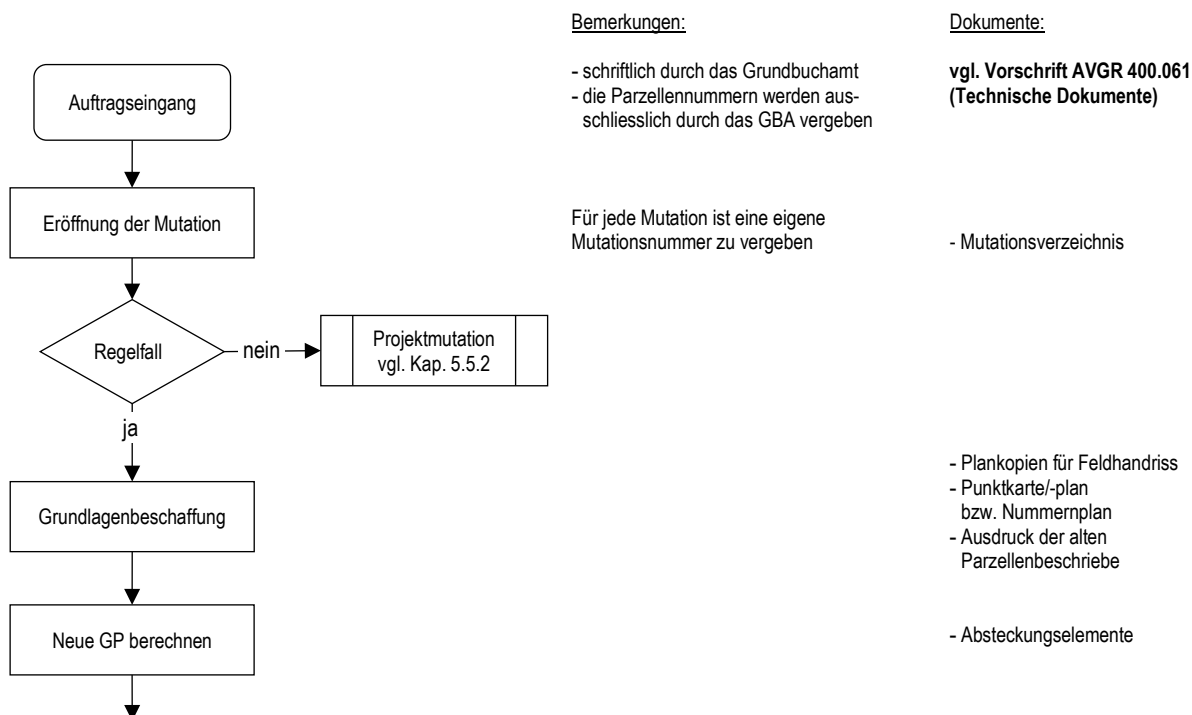 Bemerkungen:
Dokumente:
Auftragseingang
- schriftlich durch das Grundbuchamt
- die Parzellennummern werden aus-
schliesslich durch das GBA vergeben
vgl. Vorschrift AVGR 400.061
(Technische Dokumente)
Eröffnung der Mutation
Für jede Mutation ist eine eigene
Mutationsnummer zu vergeben
- Mutationsverzeichnis
Regelfall
nein
Projektmutation
vgl. Kap. 5.5.2
ja
Grundlagenbeschaffung
- Plankopien für Feldhandriss
- Punktkarte/-plan
bzw. Nummernplan
- Ausdruck der alten
Parzellenbeschriebe
Neue GP berechnen
- Absteckungselemente